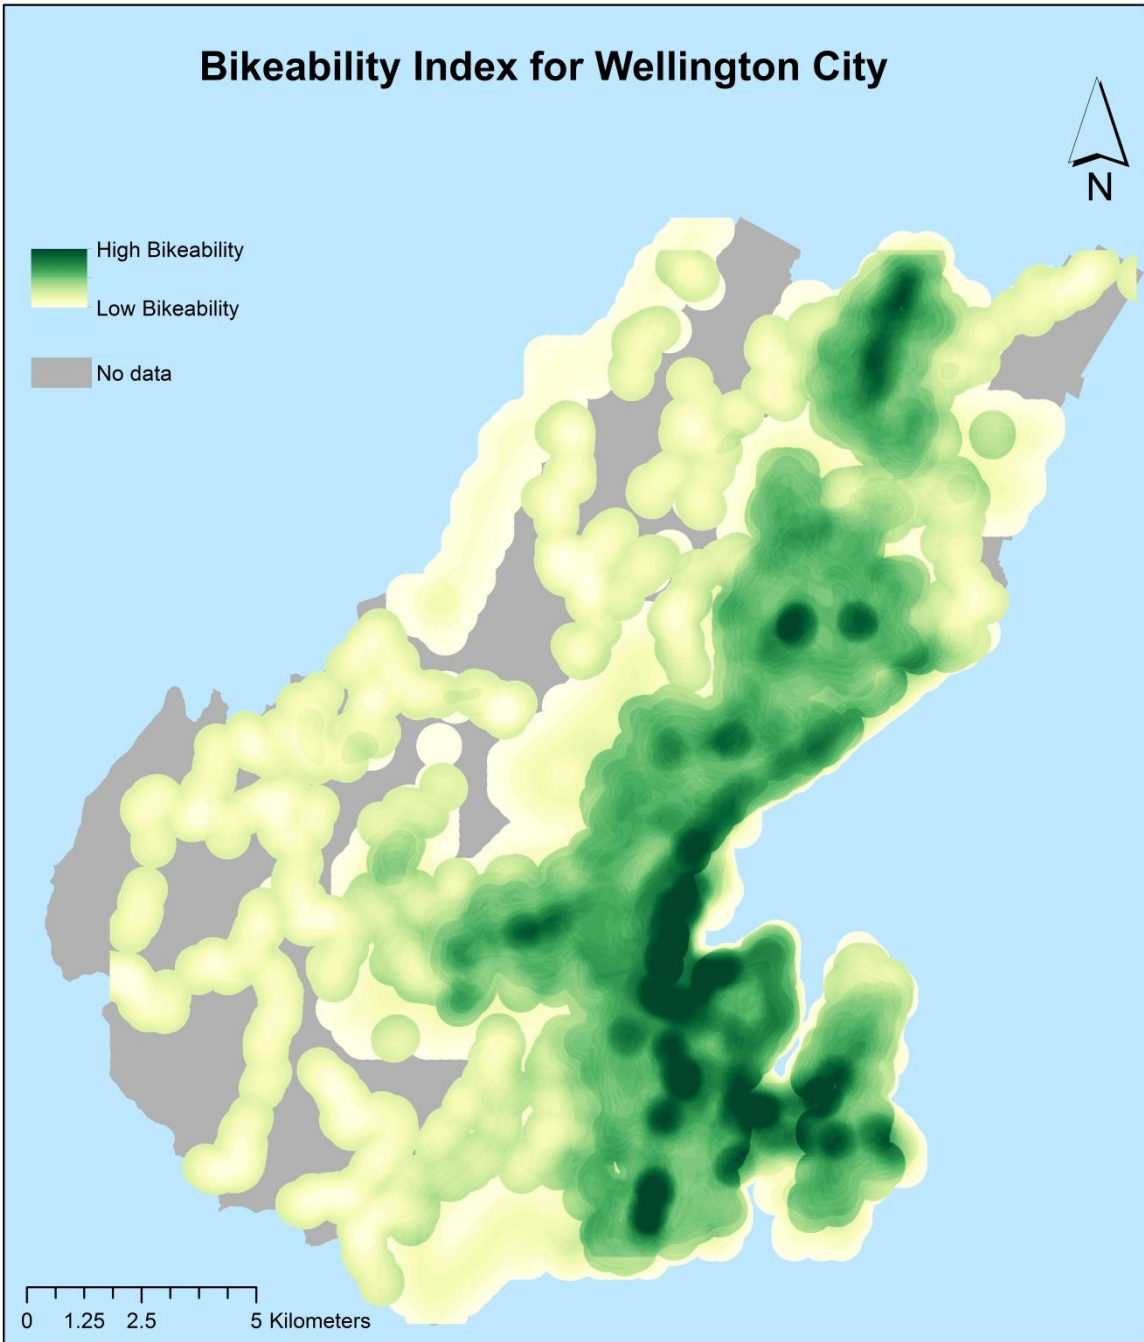 Bikeability Index for Wellington City
N
High Bikeability
Low Bikeability
No data
0 1.25 2.5 5 Kilometers